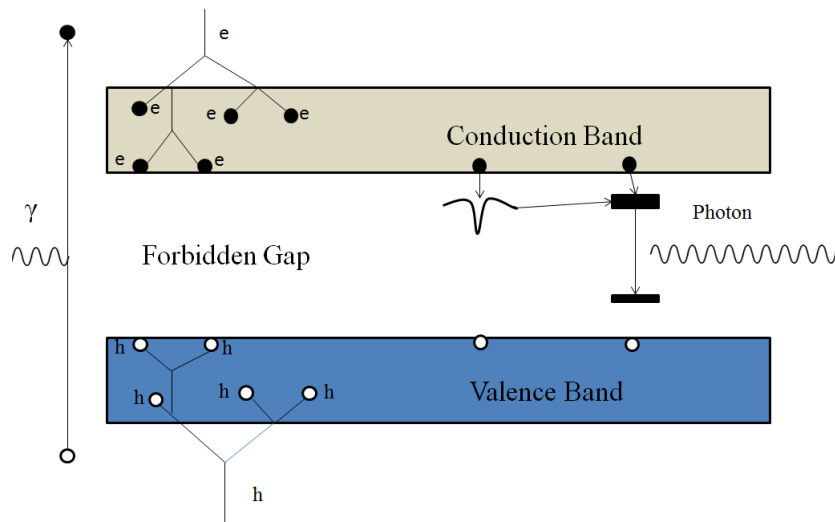 e
e
e
e
Conduction Band
e
e
γ
Photon
Forbidden Gap
h
h
h
h
h
Valence Band
h